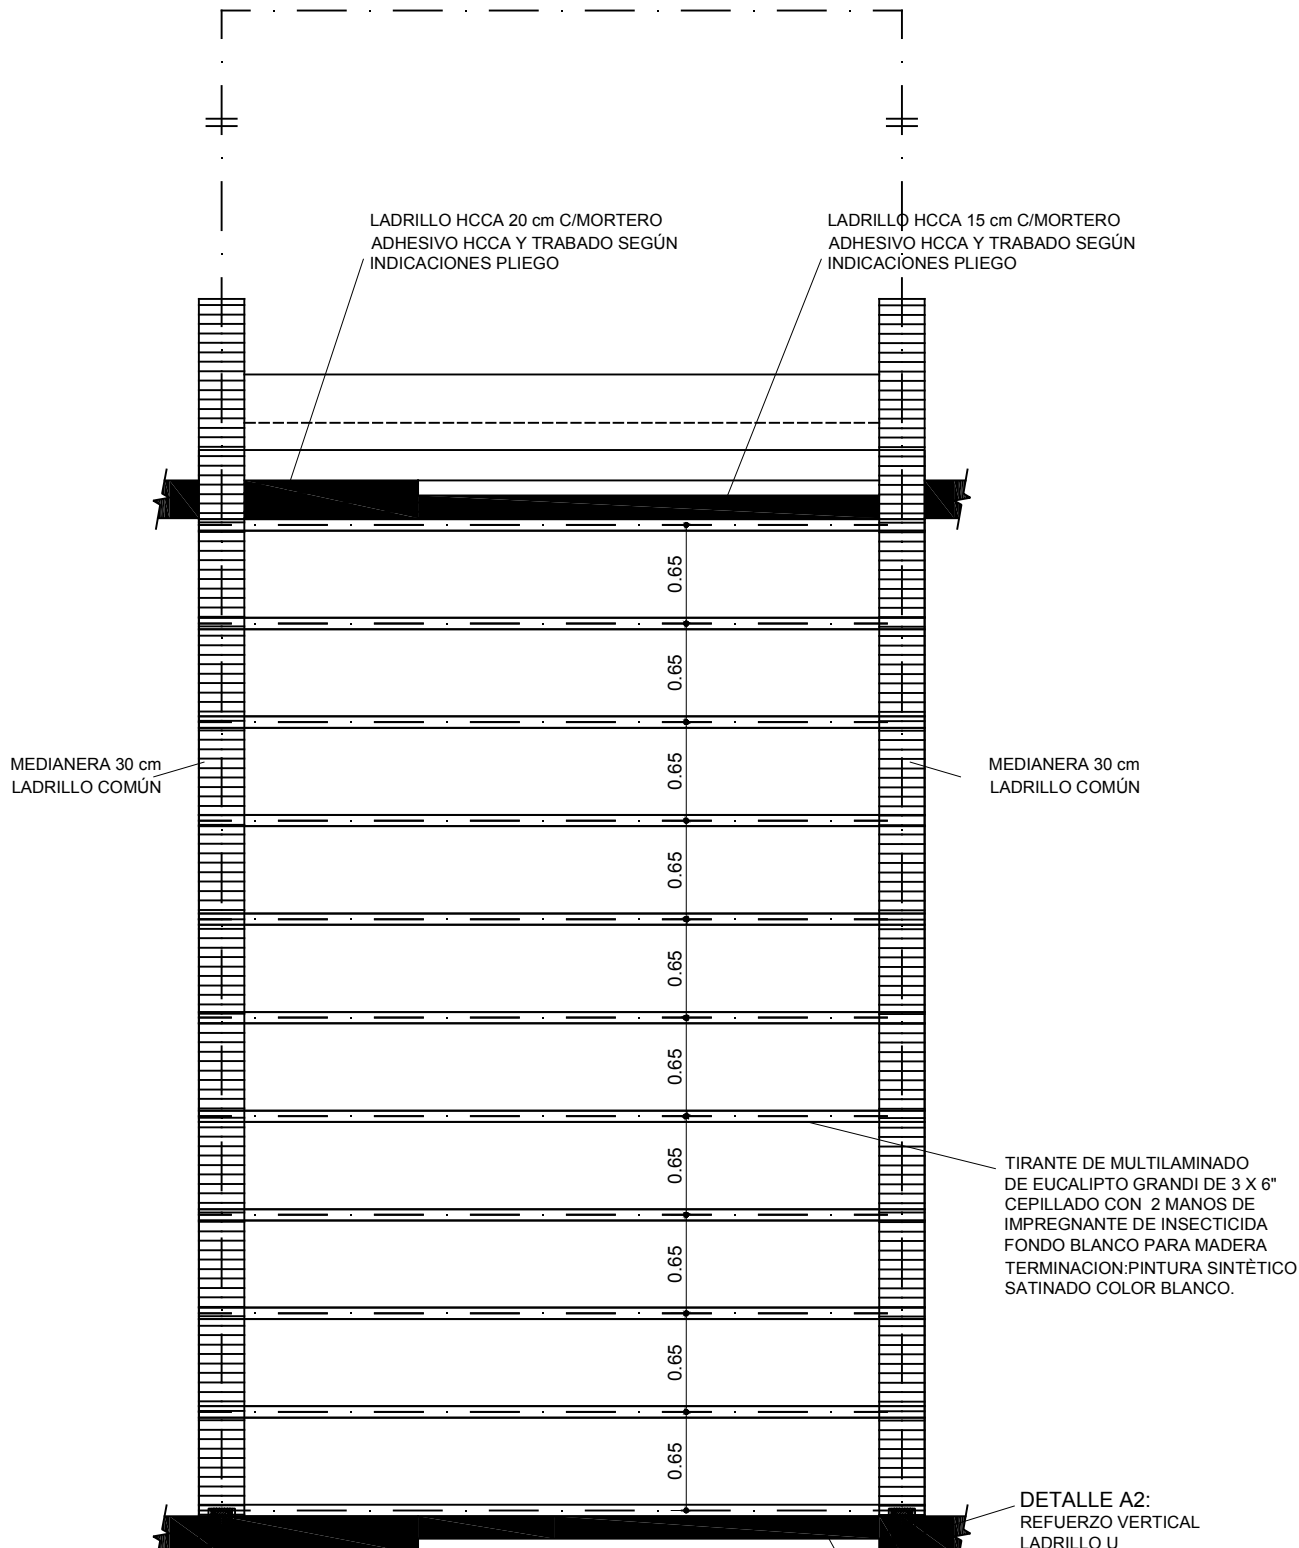 LADRILLO HCCA 20 cm C/MORTERO
ADHESIVO HCCA Y TRABADO SEGÚN
INDICACIONES PLIEGO
LADRILLO HCCA 15 cm C/MORTERO
ADHESIVO HCCA Y TRABADO SEGÚN
INDICACIONES PLIEGO
0.65
0.65
0.65
MEDIANERA 30 cm
LADRILLO COMÚN
MEDIANERA 30 cm
LADRILLO COMÚN
0.65
0.65
0.65
0.65
TIRANTE DE MULTILAMINADO
DE EUCALIPTO GRANDI DE 3 X 6"
CEPILLADO CON 2 MANOS DE
IMPREGNANTE DE INSECTICIDA
FONDO BLANCO PARA MADERA
TERMINACION:PINTURA SINTÈTICO
SATINADO COLOR BLANCO.
0.65
0.65
0.65
DETALLE A2:
REFUERZO VERTICAL
LADRILLO U